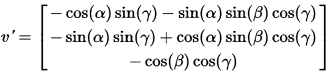 v' = [ − cos(α) sin(γ) − sin(α) sin(β) cos(γ)
− sin(α) sin(γ) + cos(α) sin(β) cos(γ)
− cos(β) cos(γ) ]